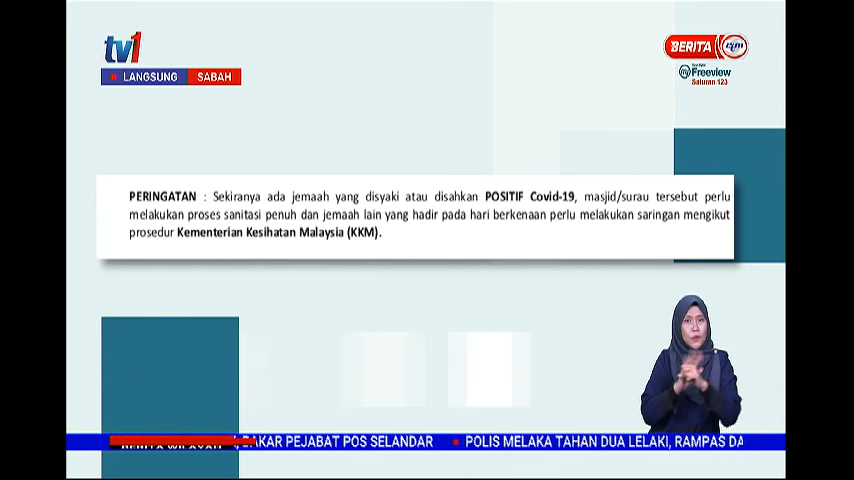 tv1
BERITA rtm
LANGSUNG SABAH
Freeview
Saluran 123
PERINGATAN : Sekiranya ada jemaah yang disyaki atau disahkan POSITIF Covid-19, masjid/surau tersebut perlu
melakukan proses sanitasi penuh dan jemaah lain yang hadir pada hari berkenaan perlu melakukan saringan mengikut
prosedur Kementerian Kesihatan Malaysia (KKM).
BAKAR PEJABAT POS SELANDAR POLIS MELAKA TAHAN DUA LELAKI, RAMPAS